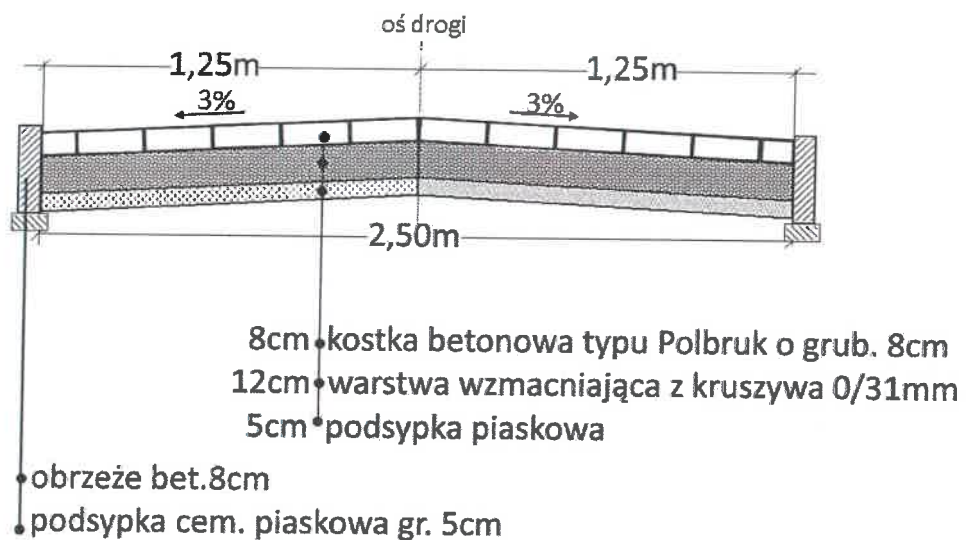 oś drogi
1,25m 1,25m
3% 3%
2,50m
8cm kostka betonowa typu Polbruk o grub. 8cm
12cm warstwa wzmacniająca z kruszywa 0/31mm
5cm podsypka piaskowa
obrzeże bet.8cm
podsypka cem. piaskowa gr. 5cm